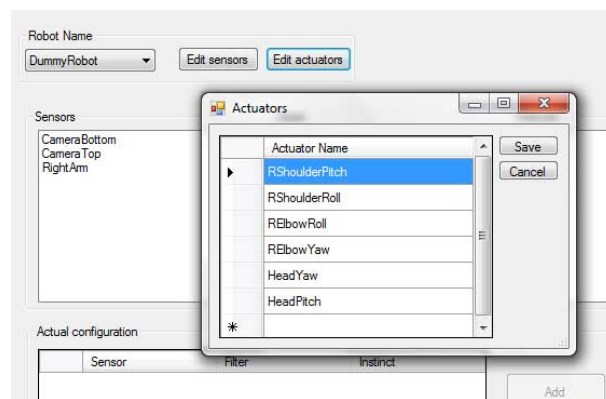 Robot Name
DummyRobot
Edit sensors
Edit actuators
Sensors
CameraBottom
CameraTop
RightArm
Actuators
Actuator Name
Save
Cancel
RShoulderPitch
RShoulderRoll
RElbowRoll
RElbowYaw
HeadYaw
HeadPitch
Actual configuration
Sensor
Filter
Instinct
Add